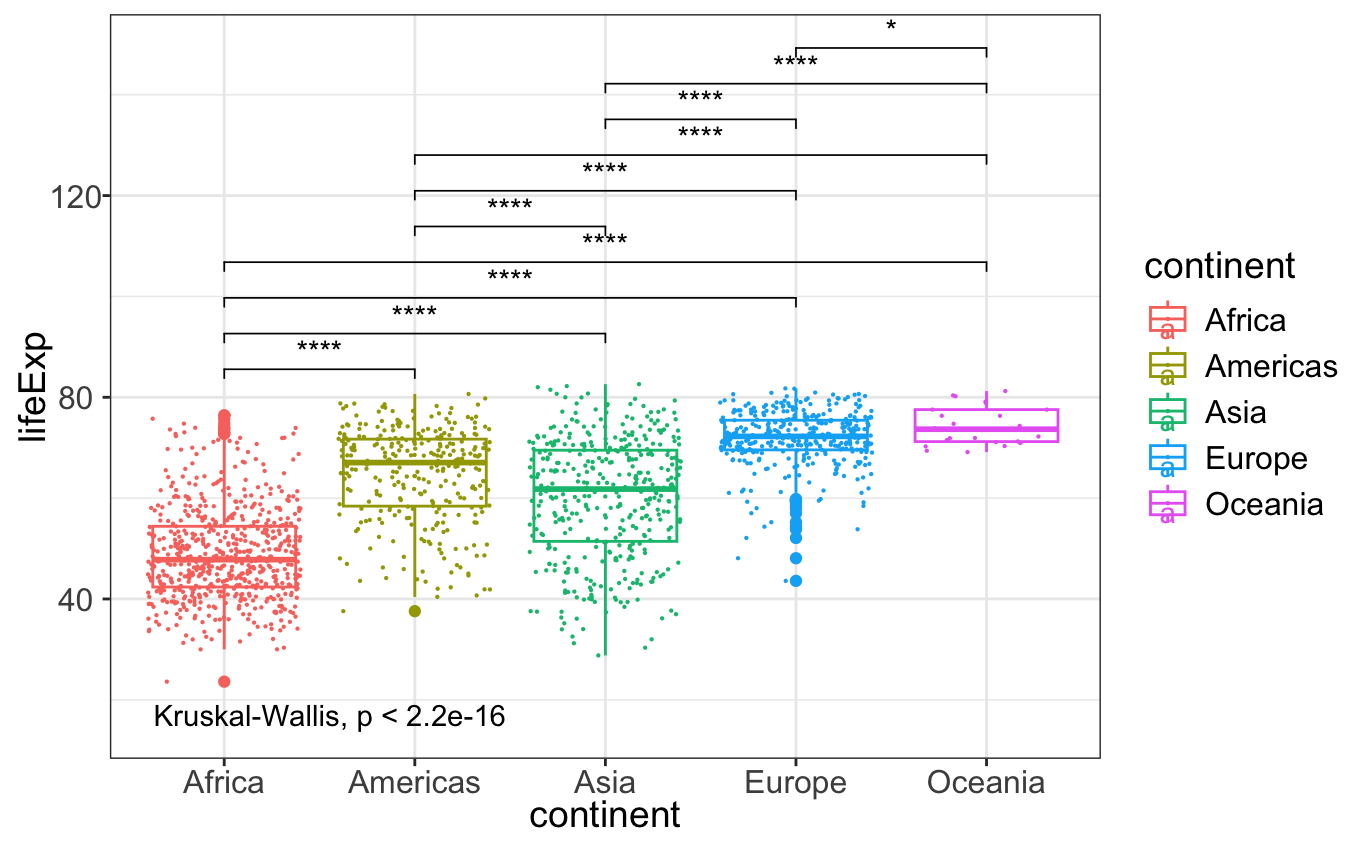 *
****
****
****
****
****
****
****
****
****
120
80
40
lifeExp
Kruskal-Wallis, p < 2.2e-16
Africa Americas Asia Europe Oceania
continent
continent
a Africa
a Americas
a Asia
a Europe
a Oceania